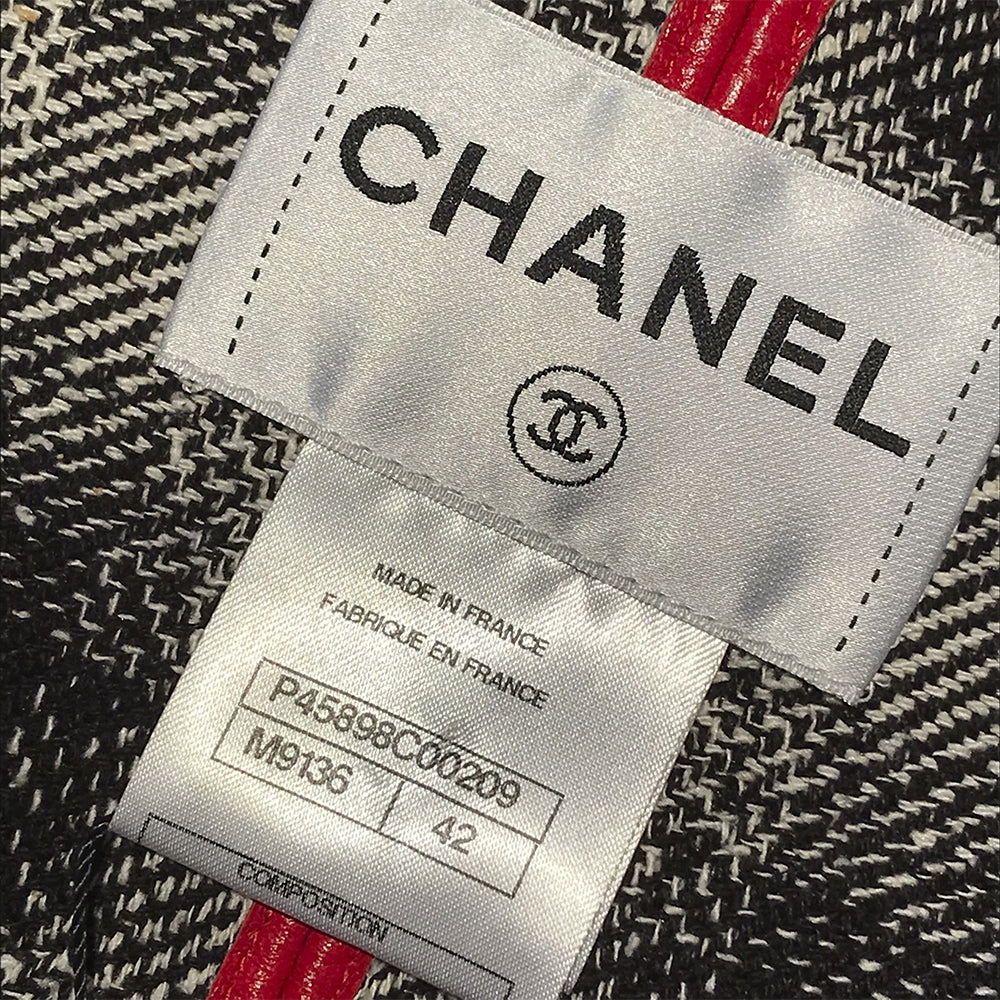 CHANEL
MADE IN FRANCE
FABRIQUE EN FRANCE
P45898C00209
M9136 42
COMPOSITION